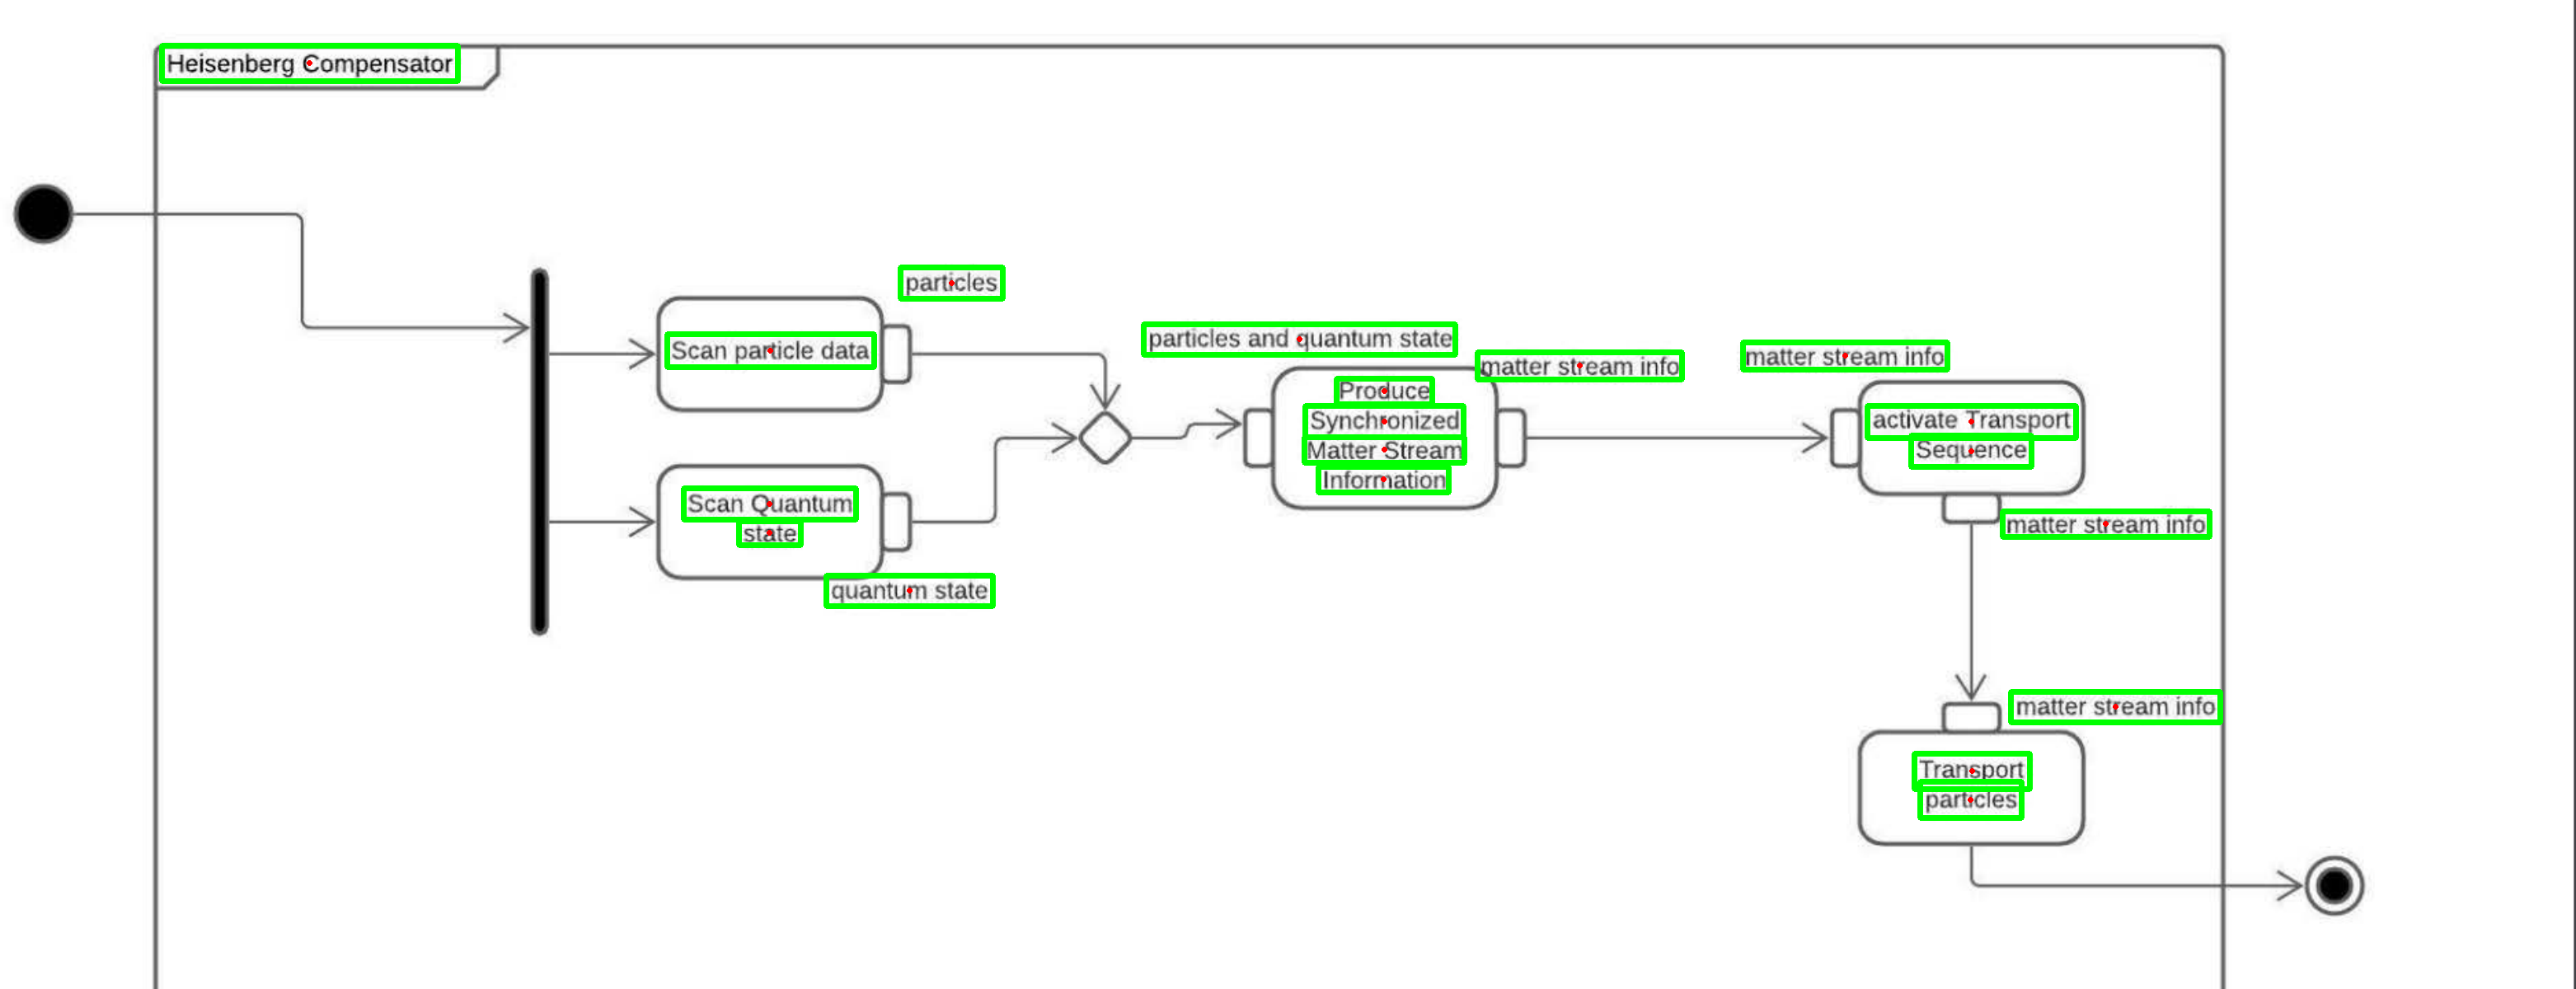 Heisenberg Compensator
particles
Scan particle data
particles and quantum state
matter stream info
matter stream info
Produce
Synchronized
Matter Stream
Information
activate Transport
Sequence
Scan Quantum
state
matter stream info
quantum state
matter stream info
Transport
particles